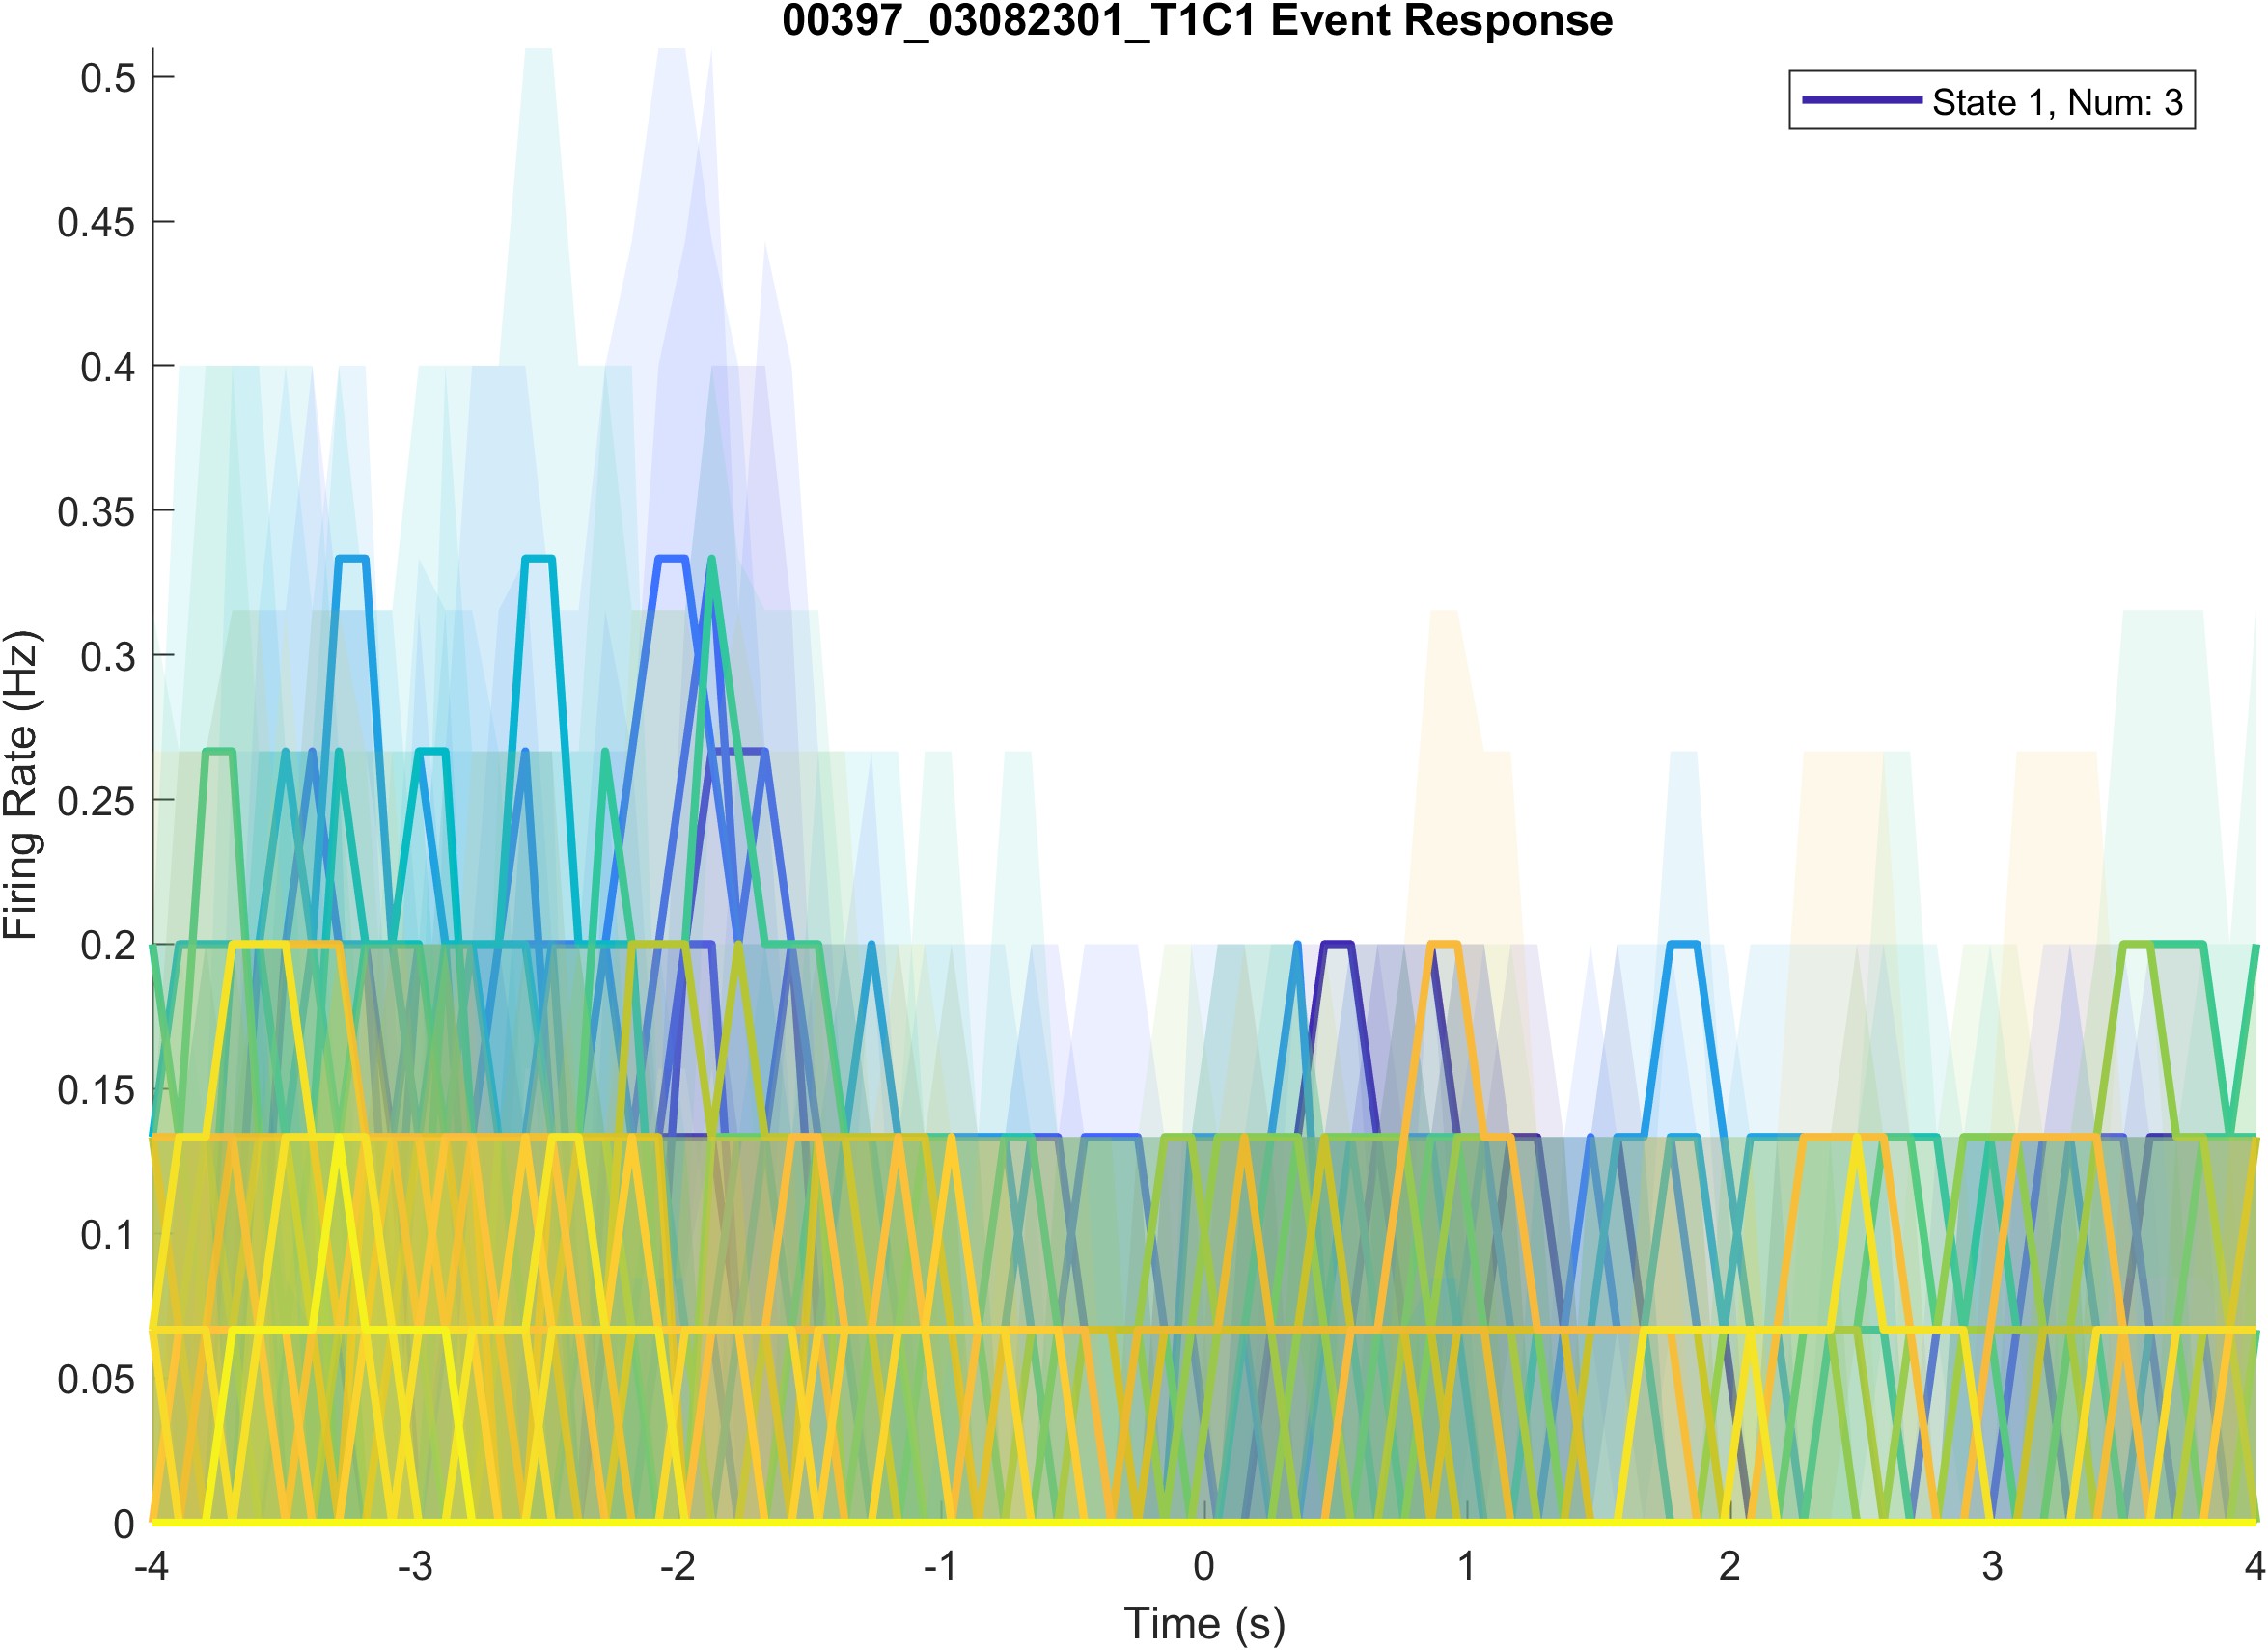 00397_03082301_T1C1 Event Response
State 1, Num: 3
Firing Rate (Hz)
0.5
0.45
0.4
0.35
0.3
0.25
0.2
0.15
0.1
0.05
0
-4 -3 -2 -1 0 1 2 3 4
Time (s)